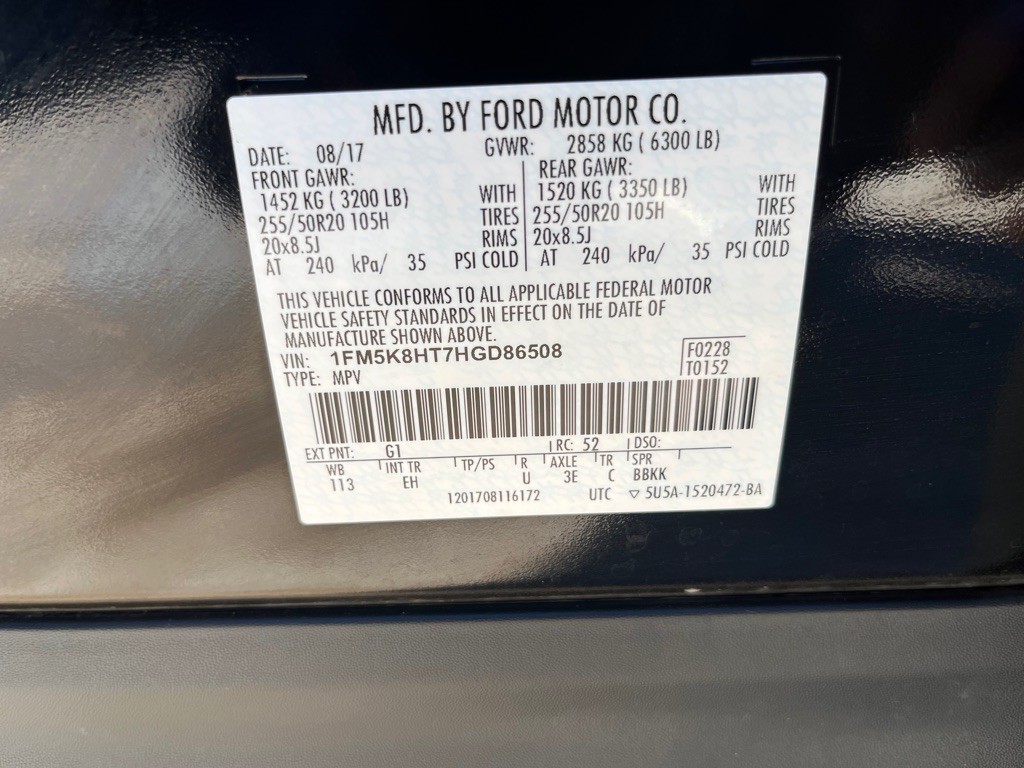 MFD. BY FORD MOTOR CO.
DATE: 08/17 GVWR: 2858 KG ( 6300 LB)
FRONT GAWR: REAR GAWR:
1452 KG ( 3200 LB) WITH 1520 KG ( 3350 LB) WITH
255/50R20 105H TIRES 255/50R20 105H TIRES
20x8.5J RIMS 20x8.5J RIMS
AT 240 kPa/ 35 PSI COLD AT 240 kPa/ 35 PSI COLD
THIS VEHICLE CONFORMS TO ALL APPLICABLE FEDERAL MOTOR
VEHICLE SAFETY STANDARDS IN EFFECT ON THE DATE OF
MANUFACTURE SHOWN ABOVE.
VIN: 1FM5K8HT7HGD86508 F0228
TYPE: MPV T0152
EXT PNT: G1 RC: 52 DSO:
WB INT TR TP/PS R AXLE TR SPR
113 EH U 3E C BBKK
1201708116172 UTC ▽ 5U5A-1520472-BA